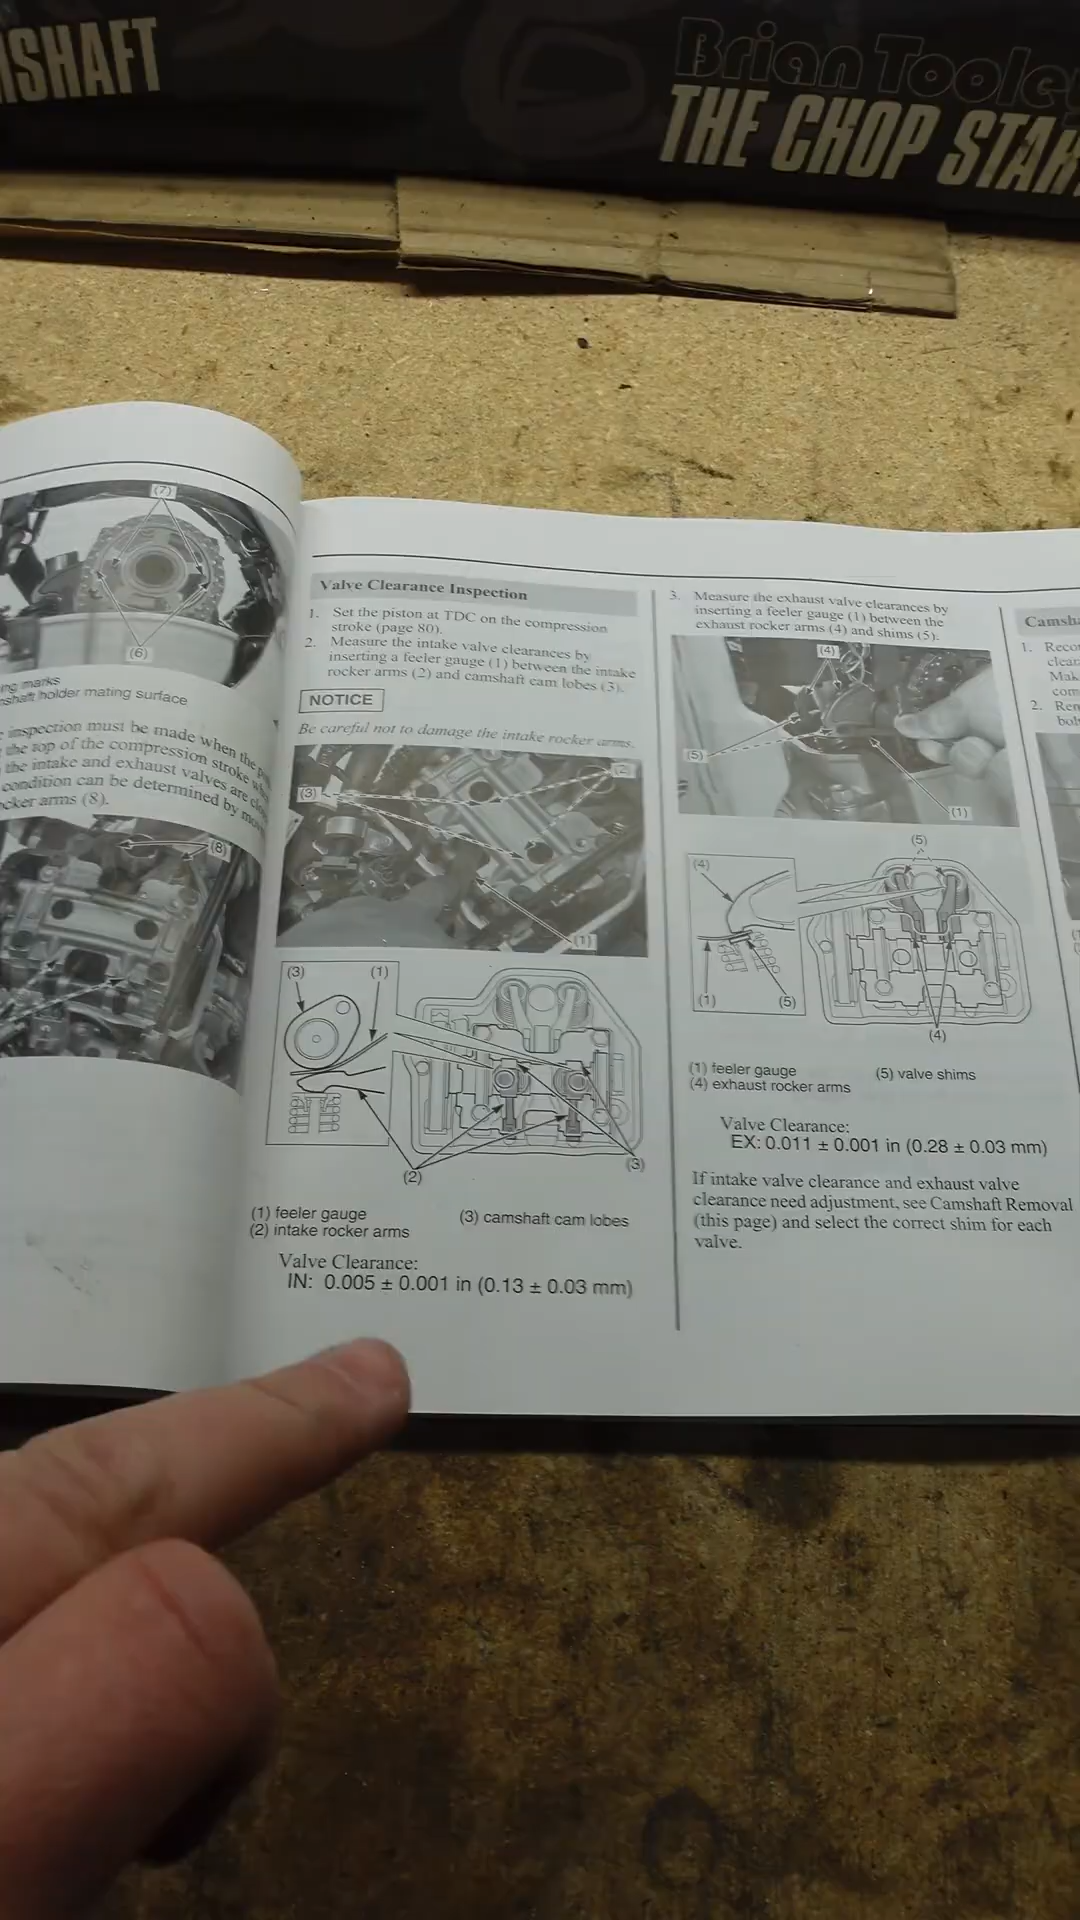 SHAFT
Brian Tooley
THE CHOP STA
(7)
(6)
ing marks
shaft holder mating surface
inspection must be made when the
the top of the compression stroke
the intake and exhaust valves are
condition can be determined by
ocker arms (8).
(8)
Valve Clearance Inspection
1. Set the piston at TDC on the compression
stroke (page 80).
2. Measure the intake valve clearances by
inserting a feeler gauge (1) between the intake
rocker arms (2) and camshaft cam lobes (3).
NOTICE
Be careful not to damage the intake rocker arms.
(2)
(3)
(1)
(3)
(1)
(2)
(3)
(1) feeler gauge
(2) intake rocker arms
(3) camshaft cam lobes
Valve Clearance:
IN: 0.005 ± 0.001 in (0.13 ± 0.03 mm)
3. Measure the exhaust valve clearances by
inserting a feeler gauge (1) between the
exhaust rocker arms (4) and shims (5).
(4)
(5)
(1)
(5)
(4)
(1)
(5)
(4)
(1) feeler gauge
(4) exhaust rocker arms
(5) valve shims
Valve Clearance:
EX: 0.011 ± 0.001 in (0.28 ± 0.03 mm)
If intake valve clearance and exhaust valve
clearance need adjustment, see Camshaft Removal
(this page) and select the correct shim for each
valve.
Camsha
1. Reco
clear
Mak
com
2. Ren
bol